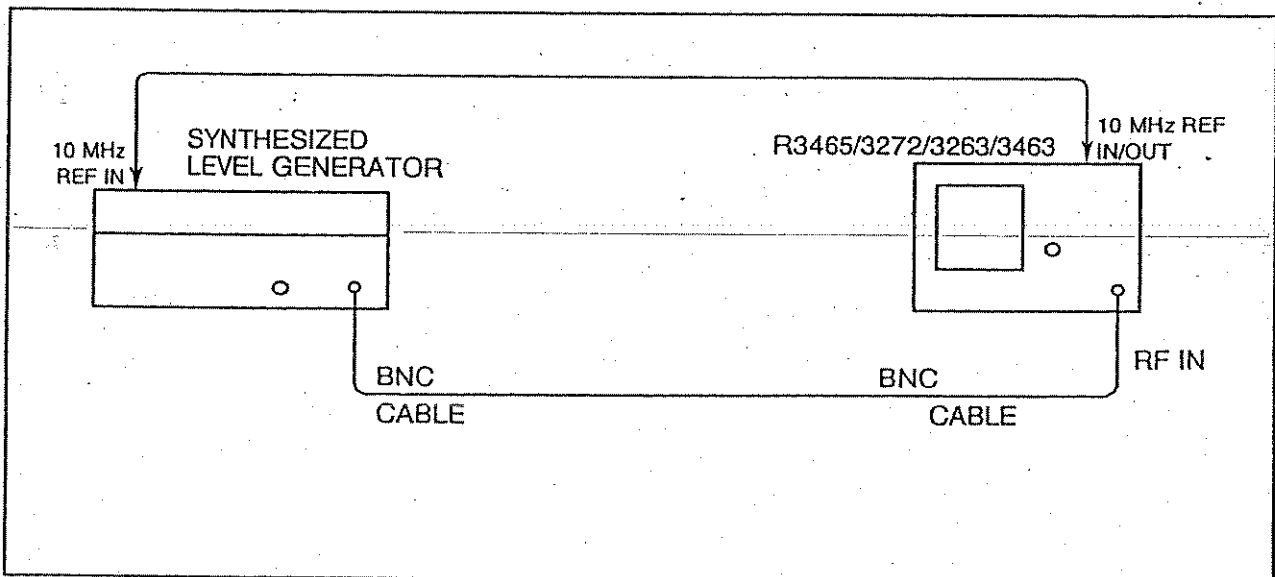 10 MHz
REF IN
SYNTHESIZED
LEVEL GENERATOR
R3465/3272/3263/3463
10 MHz REF
IN/OUT
BNC
CABLE
BNC
CABLE
RF IN